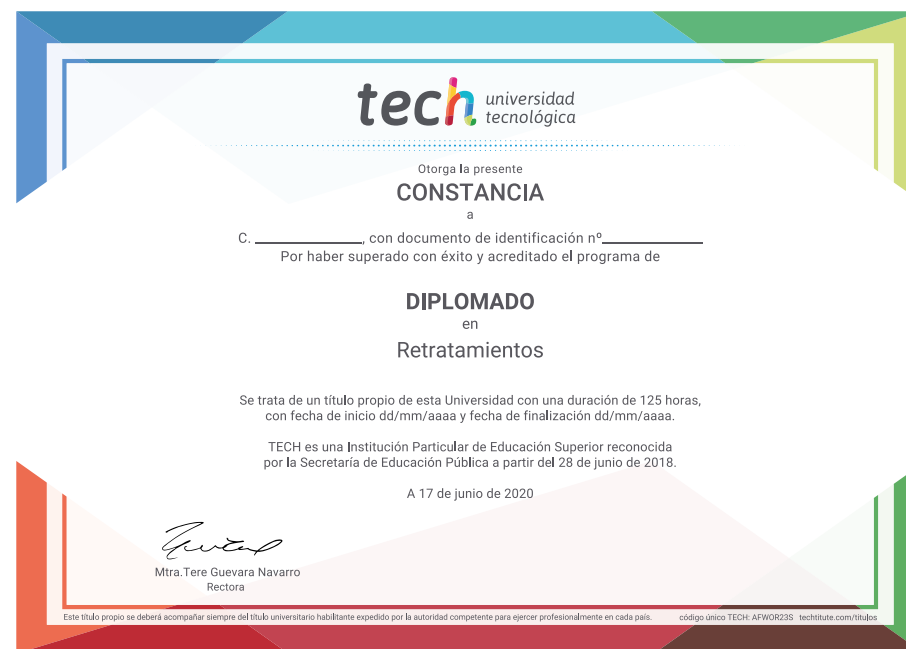 tech universidad
tecnológica
Otorga la presente
CONSTANCIA
a
C. ____________, con documento de identificación nº____________
Por haber superado con éxito y acreditado el programa de
DIPLOMADO
en
Retratamientos
Se trata de un título propio de esta Universidad con una duración de 125 horas,
con fecha de inicio dd/mm/aaaa y fecha de finalización dd/mm/aaaa.
TECH es una Institución Particular de Educación Superior reconocida
por la Secretaría de Educación Pública a partir del 28 de junio de 2018.
A 17 de junio de 2020
Mtra.Tere Guevara Navarro
Rectora
Este título propio se deberá acompañar siempre del título universitario habilitante expedido por la autoridad competente para ejercer profesionalmente en cada país. código único TECH: AFWOR23S techtitute.com/titulos